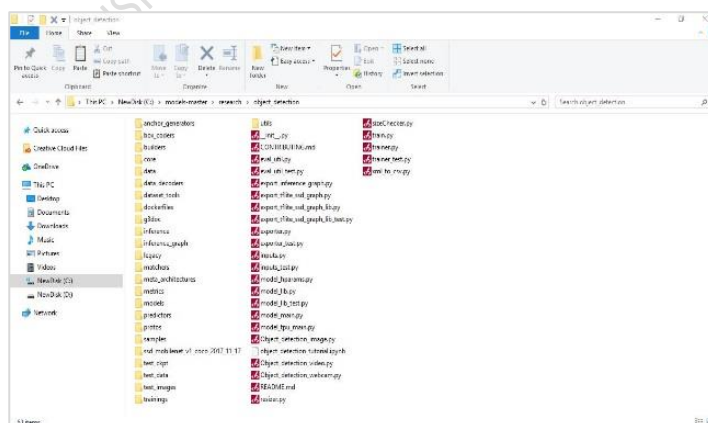 object_detection
File Home Share View
Pin to Quick access Copy Paste Cut Copy path Paste shortcut
Move to Copy to Delete Rename
New folder New item Easy access
Properties Open Edit History
Select all Select none Invert selection
Clipboard Organize New Open Select
This PC > NewDisk (C:) > models-master > research > object_detection
Search object_detection
Quick access
Creative Cloud Files
OneDrive
This PC
Desktop
Documents
Downloads
Music
Pictures
Videos
NewDisk (C:)
NewDisk (D:)
Network
anchor_generators
box_coders
builders
core
data
data_decoders
dataset_tools
dockerfiles
g3doc
inference
inference_graph
legacy
matchers
meta_architectures
metrics
models
predictors
protos
samples
ssd_mobilenet_v1_coco_2017_11_17
test_ckpt
test_data
test_images
trainings
utils
__init__.py
CONTRIBUTING.md
eval_util.py
eval_util_test.py
export_inference_graph.py
export_tflite_ssd_graph.py
export_tflite_ssd_graph_lib.py
export_tflite_ssd_graph_lib_test.py
exporter.py
exporter_test.py
inputs.py
inputs_test.py
model_hparams.py
model_lib.py
model_lib_test.py
model_main.py
model_tpu_main.py
Object_detection_image.py
object_detection_tutorial.ipynb
Object_detection_video.py
Object_detection_webcam.py
README.md
resizer.py
sizeChecker.py
train.py
trainer.py
trainer_test.py
xml_to_csv.py